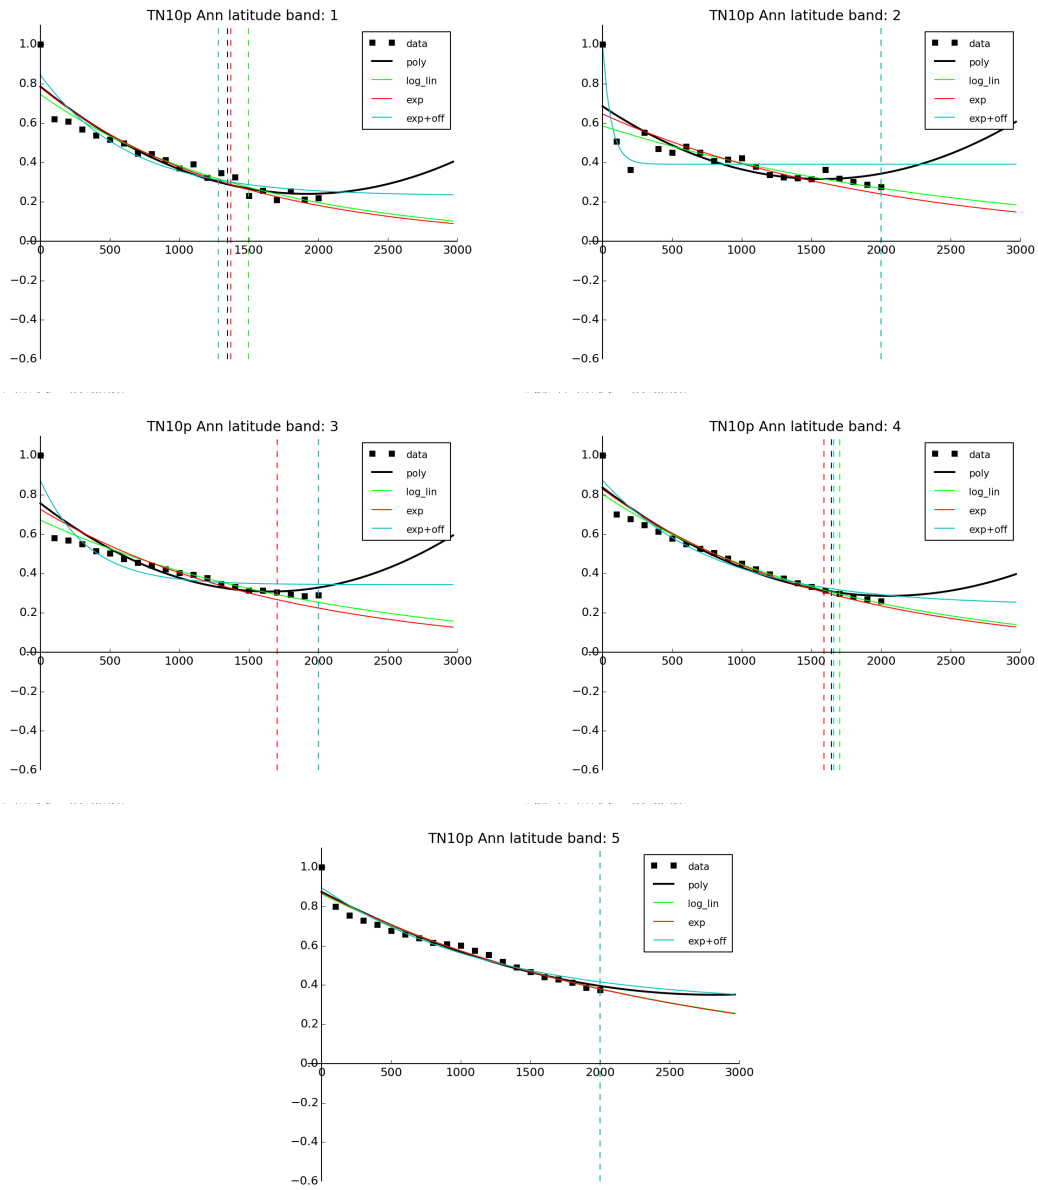 TN10p Ann latitude band: 1
1.0
0.8
0.6
0.4
0.2
0.0
−0.2
−0.4
−0.6
0 500 1000 1500 2000 2500 3000
data
poly
log_lin
exp
exp+off
TN10p Ann latitude band: 2
1.0
0.8
0.6
0.4
0.2
0.0
−0.2
−0.4
−0.6
0 500 1000 1500 2000 2500 3000
data
poly
log_lin
exp
exp+off
TN10p Ann latitude band: 3
1.0
0.8
0.6
0.4
0.2
0.0
−0.2
−0.4
−0.6
0 500 1000 1500 2000 2500 3000
data
poly
log_lin
exp
exp+off
TN10p Ann latitude band: 4
1.0
0.8
0.6
0.4
0.2
0.0
−0.2
−0.4
−0.6
0 500 1000 1500 2000 2500 3000
data
poly
log_lin
exp
exp+off
TN10p Ann latitude band: 5
1.0
0.8
0.6
0.4
0.2
0.0
−0.2
−0.4
−0.6
0 500 1000 1500 2000 2500 3000
data
poly
log_lin
exp
exp+off